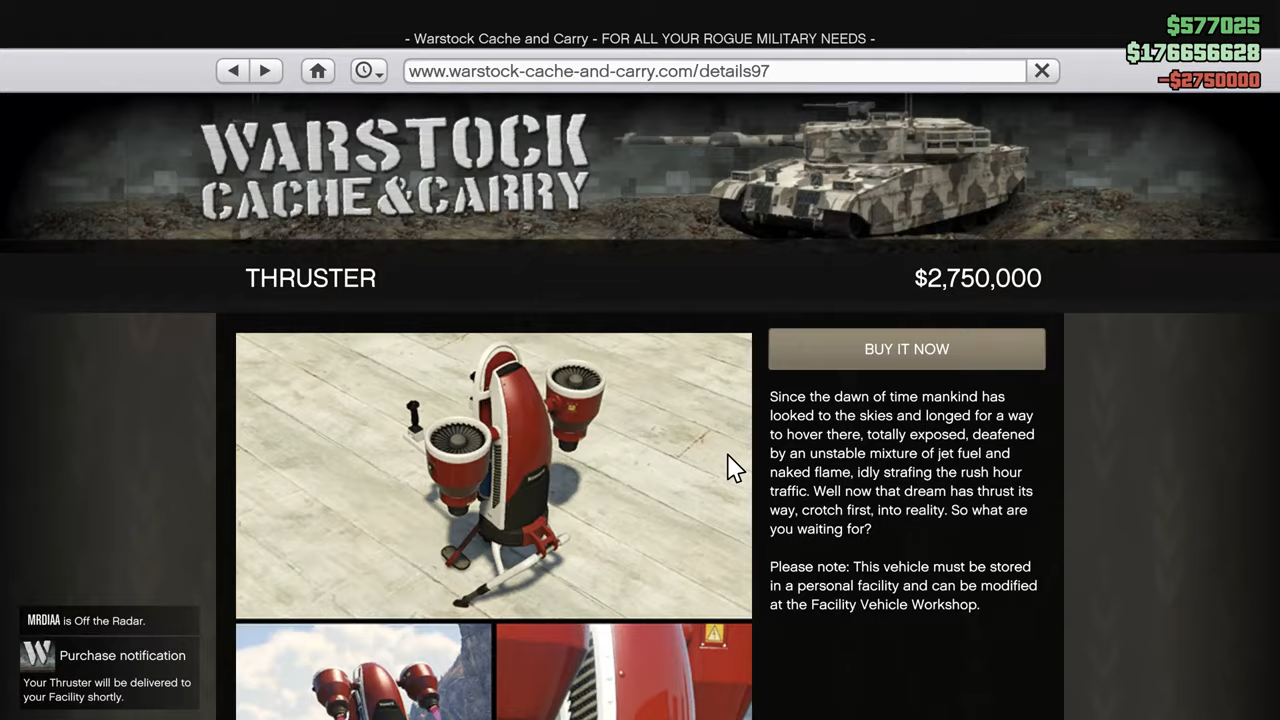 - Warstock Cache and Carry - FOR ALL YOUR ROGUE MILITARY NEEDS -
$577025
$176656628
-$2750000
www.warstock-cache-and-carry.com/details97
WARSTOCK
CACHE & CARRY
THRUSTER
$2,750,000
BUY IT NOW
Since the dawn of time mankind has
looked to the skies and longed for a way
to hover there, totally exposed, deafened
by an unstable mixture of jet fuel and
naked flame, idly strafing the rush hour
traffic. Well now that dream has thrust its
way, crotch first, into reality. So what are
you waiting for?
Please note: This vehicle must be stored
in a personal facility and can be modified
at the Facility Vehicle Workshop.
MRDIAA is Off the Radar.
W
Purchase notification
Your Thruster will be delivered to
your Facility shortly.